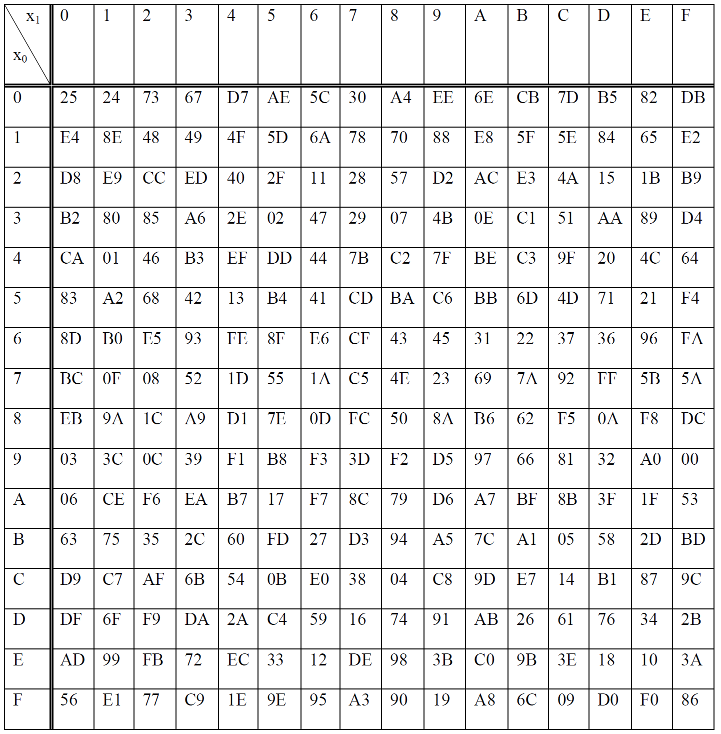 x1 0 1 2 3 4 5 6 7 8 9 A B C D E F
x0
0 25 24 73 67 D7 AE 5C 30 A4 EE 6E CB 7D B5 82 DB
1 E4 8E 48 49 4F 5D 6A 78 70 88 E8 5F 5E 84 65 E2
2 D8 E9 CC ED 40 2F 11 28 57 D2 AC E3 4A 15 1B B9
3 B2 80 85 A6 2E 02 47 29 07 4B 0E C1 51 AA 89 D4
4 CA 01 46 B3 EF DD 44 7B C2 7F BE C3 9F 20 4C 64
5 83 A2 68 42 13 B4 41 CD BA C6 BB 6D 4D 71 21 F4
6 8D B0 E5 93 FE 8F E6 CF 43 45 31 22 37 36 96 FA
7 BC 0F 08 52 1D 55 1A C5 4E 23 69 7A 92 FF 5B 5A
8 EB 9A 1C A9 D1 7E 0D FC 50 8A B6 62 F5 0A F8 DC
9 03 3C 0C 39 F1 B8 F3 3D F2 D5 97 66 81 32 A0 00
A 06 CE F6 EA B7 17 F7 8C 79 D6 A7 BF 8B 3F 1F 53
B 63 75 35 2C 60 FD 27 D3 94 A5 7C A1 05 58 2D BD
C D9 C7 AF 6B 54 0B E0 38 04 C8 9D E7 14 B1 87 9C
D DF 6F F9 DA 2A C4 59 16 74 91 AB 26 61 76 34 2B
E AD 99 FB 72 EC 33 12 DE 98 3B C0 9B 3E 18 10 3A
F 56 E1 77 C9 1E 9E 95 A3 90 19 A8 6C 09 D0 F0 86